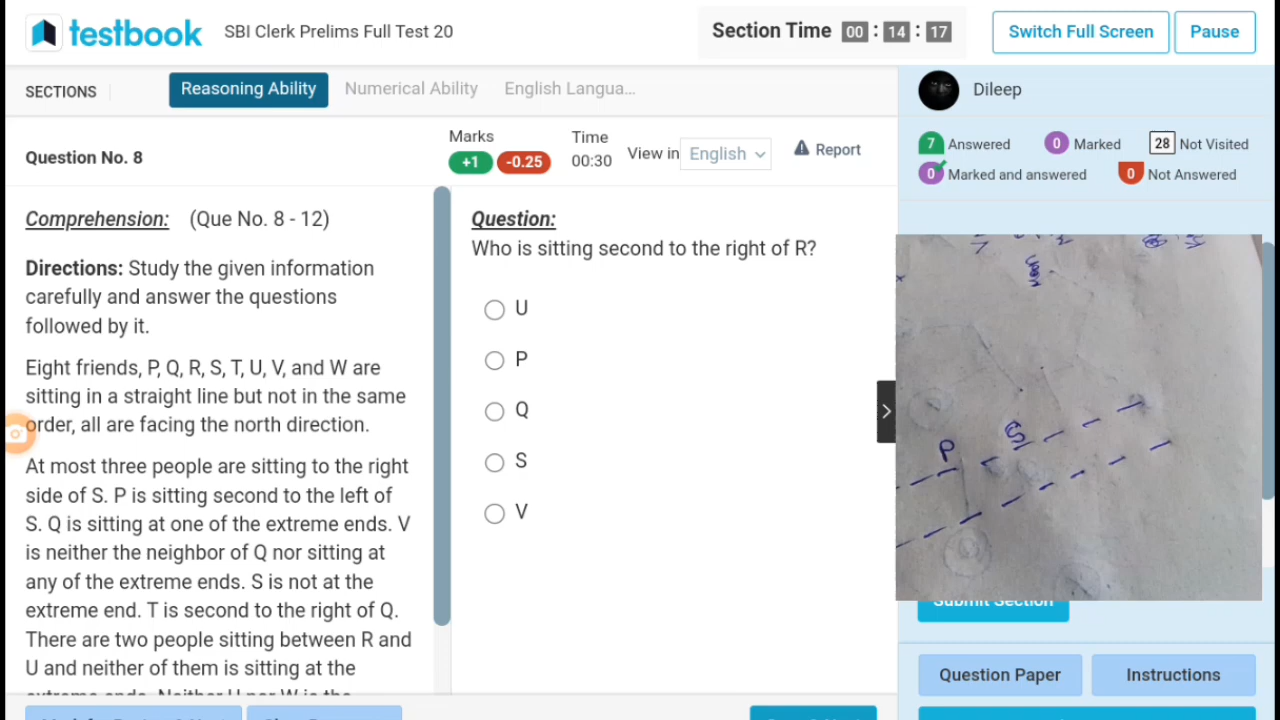 testbook SBI Clerk Prelims Full Test 20 Section Time 00 : 14 : 17 Switch Full Screen Pause
SECTIONS Reasoning Ability Numerical Ability English Langua...
Dileep
Question No. 8
Marks
+1 -0.25
Time
00:30
View in English
Report
7 Answered 0 Marked 28 Not Visited
0 Marked and answered 0 Not Answered
Comprehension: (Que No. 8 - 12)
Directions: Study the given information
carefully and answer the questions
followed by it.
Eight friends, P, Q, R, S, T, U, V, and W are
sitting in a straight line but not in the same
order, all are facing the north direction.
At most three people are sitting to the right
side of S. P is sitting second to the left of
S. Q is sitting at one of the extreme ends. V
is neither the neighbor of Q nor sitting at
any of the extreme ends. S is not at the
extreme end. T is second to the right of Q.
There are two people sitting between R and
U and neither of them is sitting at the
Question:
Who is sitting second to the right of R?
U
P
Q
S
V
P S
Submit Section
Question Paper Instructions